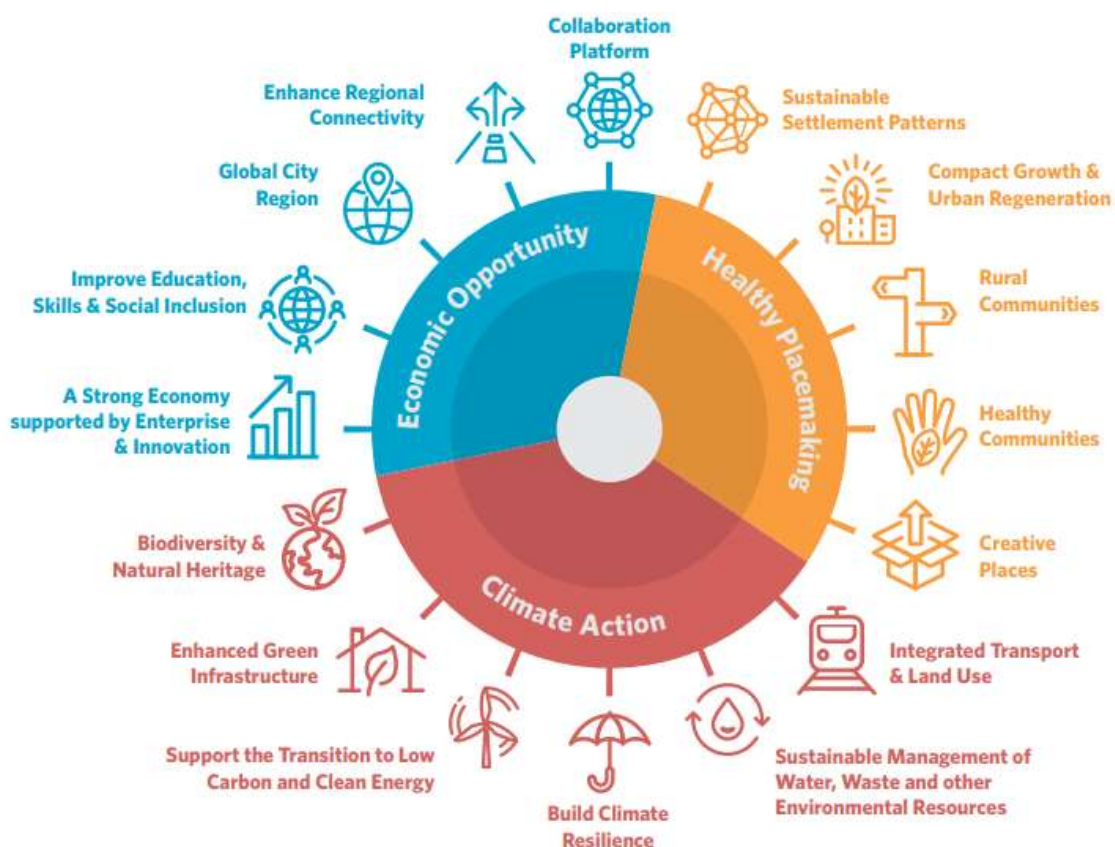 Collaboration
Platform
Sustainable
Settlement Patterns
Compact Growth &
Urban Regeneration
Rural
Communities
Healthy
Communities
Creative
Places
Integrated Transport
& Land Use
Sustainable Management of
Water, Waste and other
Environmental Resources
Build Climate
Resilience
Support the Transition to Low
Carbon and Clean Energy
Enhanced Green
Infrastructure
Biodiversity &
Natural Heritage
A Strong Economy
supported by Enterprise
& Innovation
Improve Education,
Skills & Social Inclusion
Global City
Region
Enhance Regional
Connectivity
Economic Opportunity
Healthy Placemaking
Climate Action